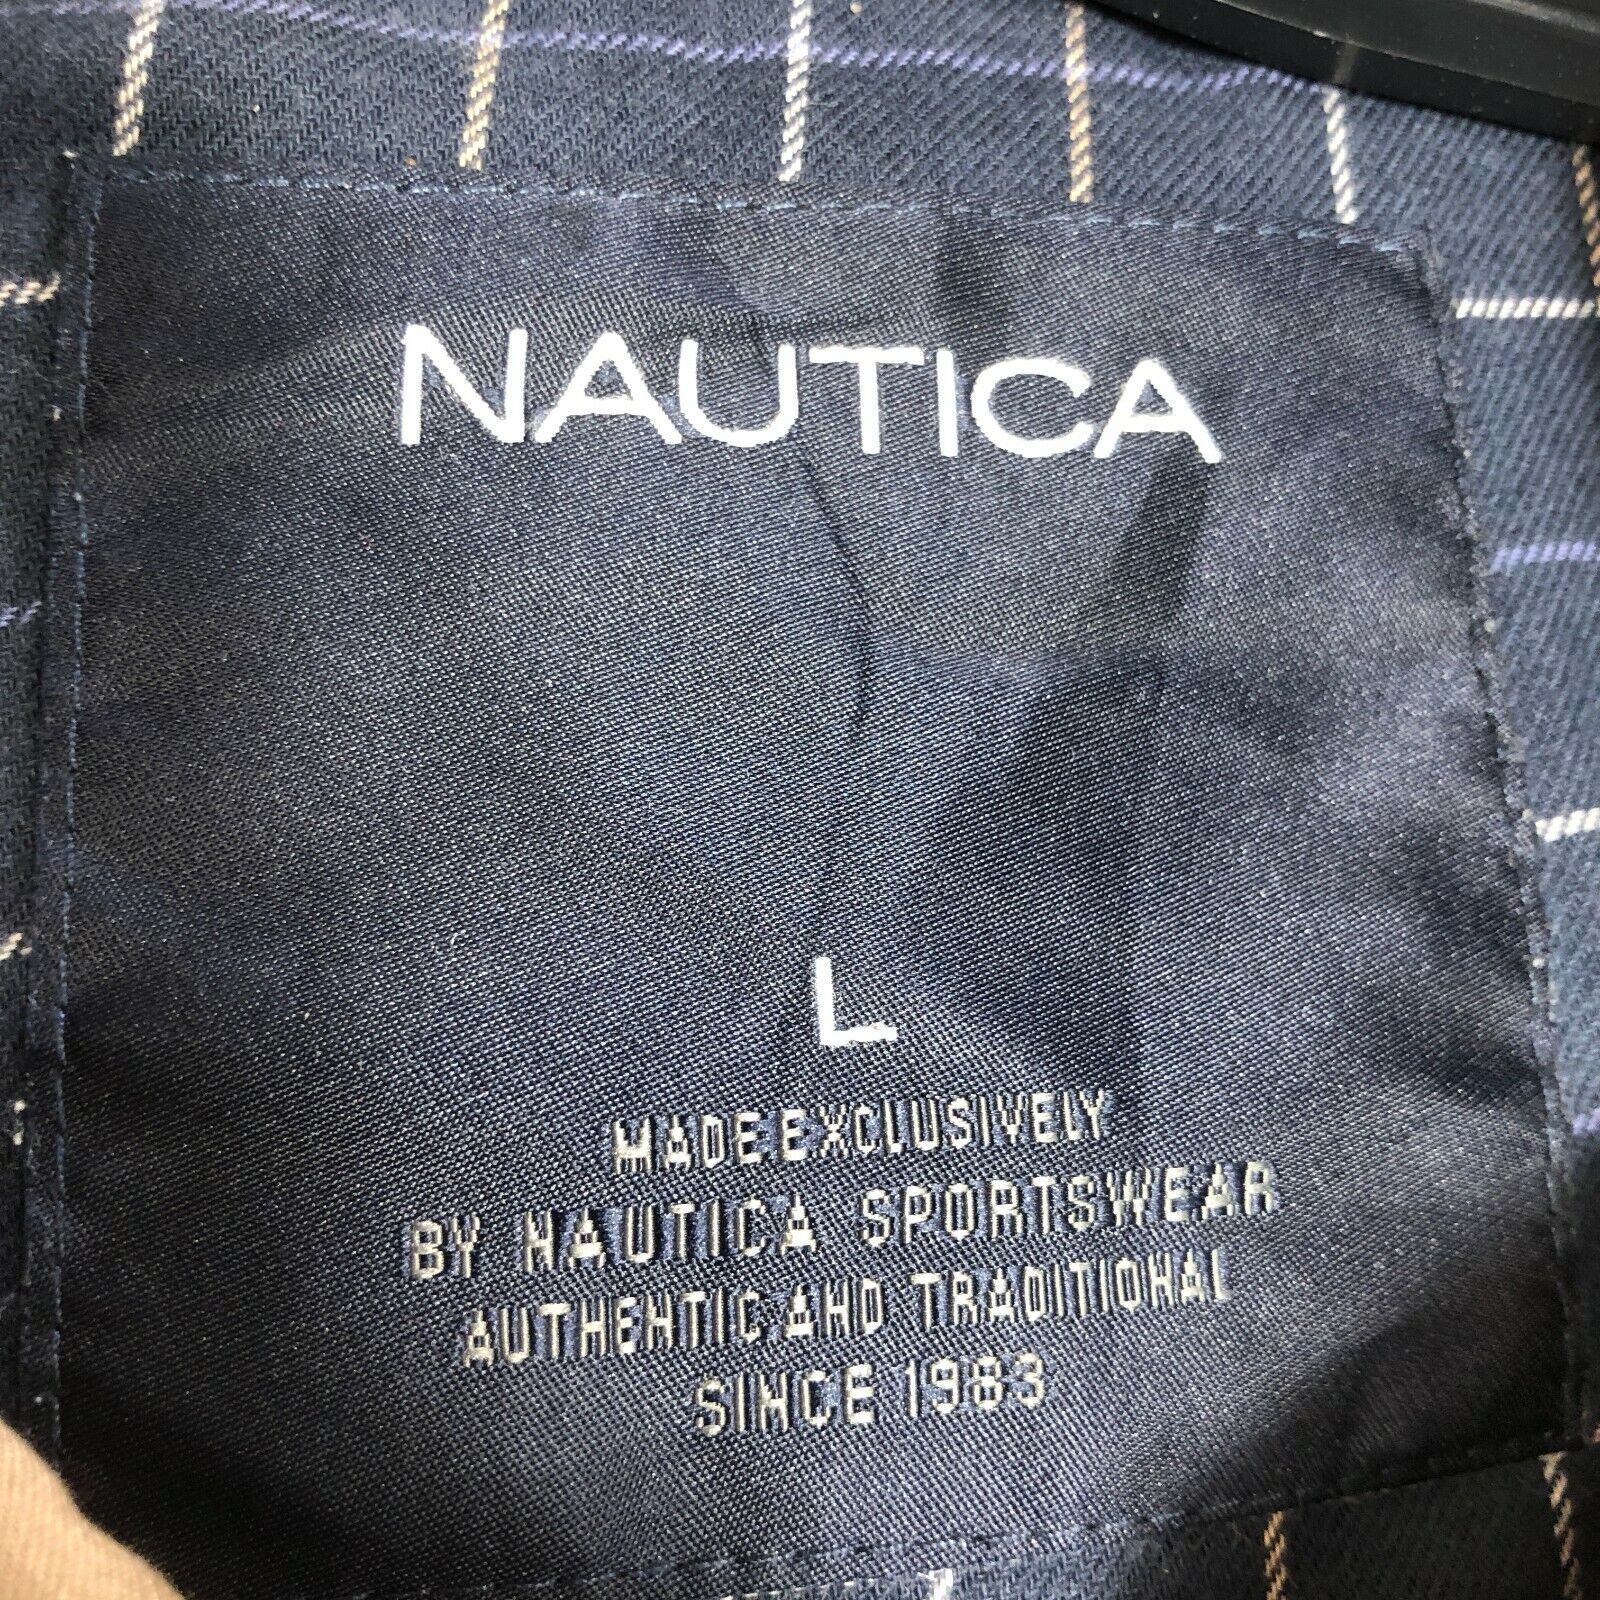 NAUTICA
L
MADE EXCLUSIVELY
BY NAUTICA SPORTSWEAR
AUTHENTIC AND TRADITIONAL
SINCE 1983